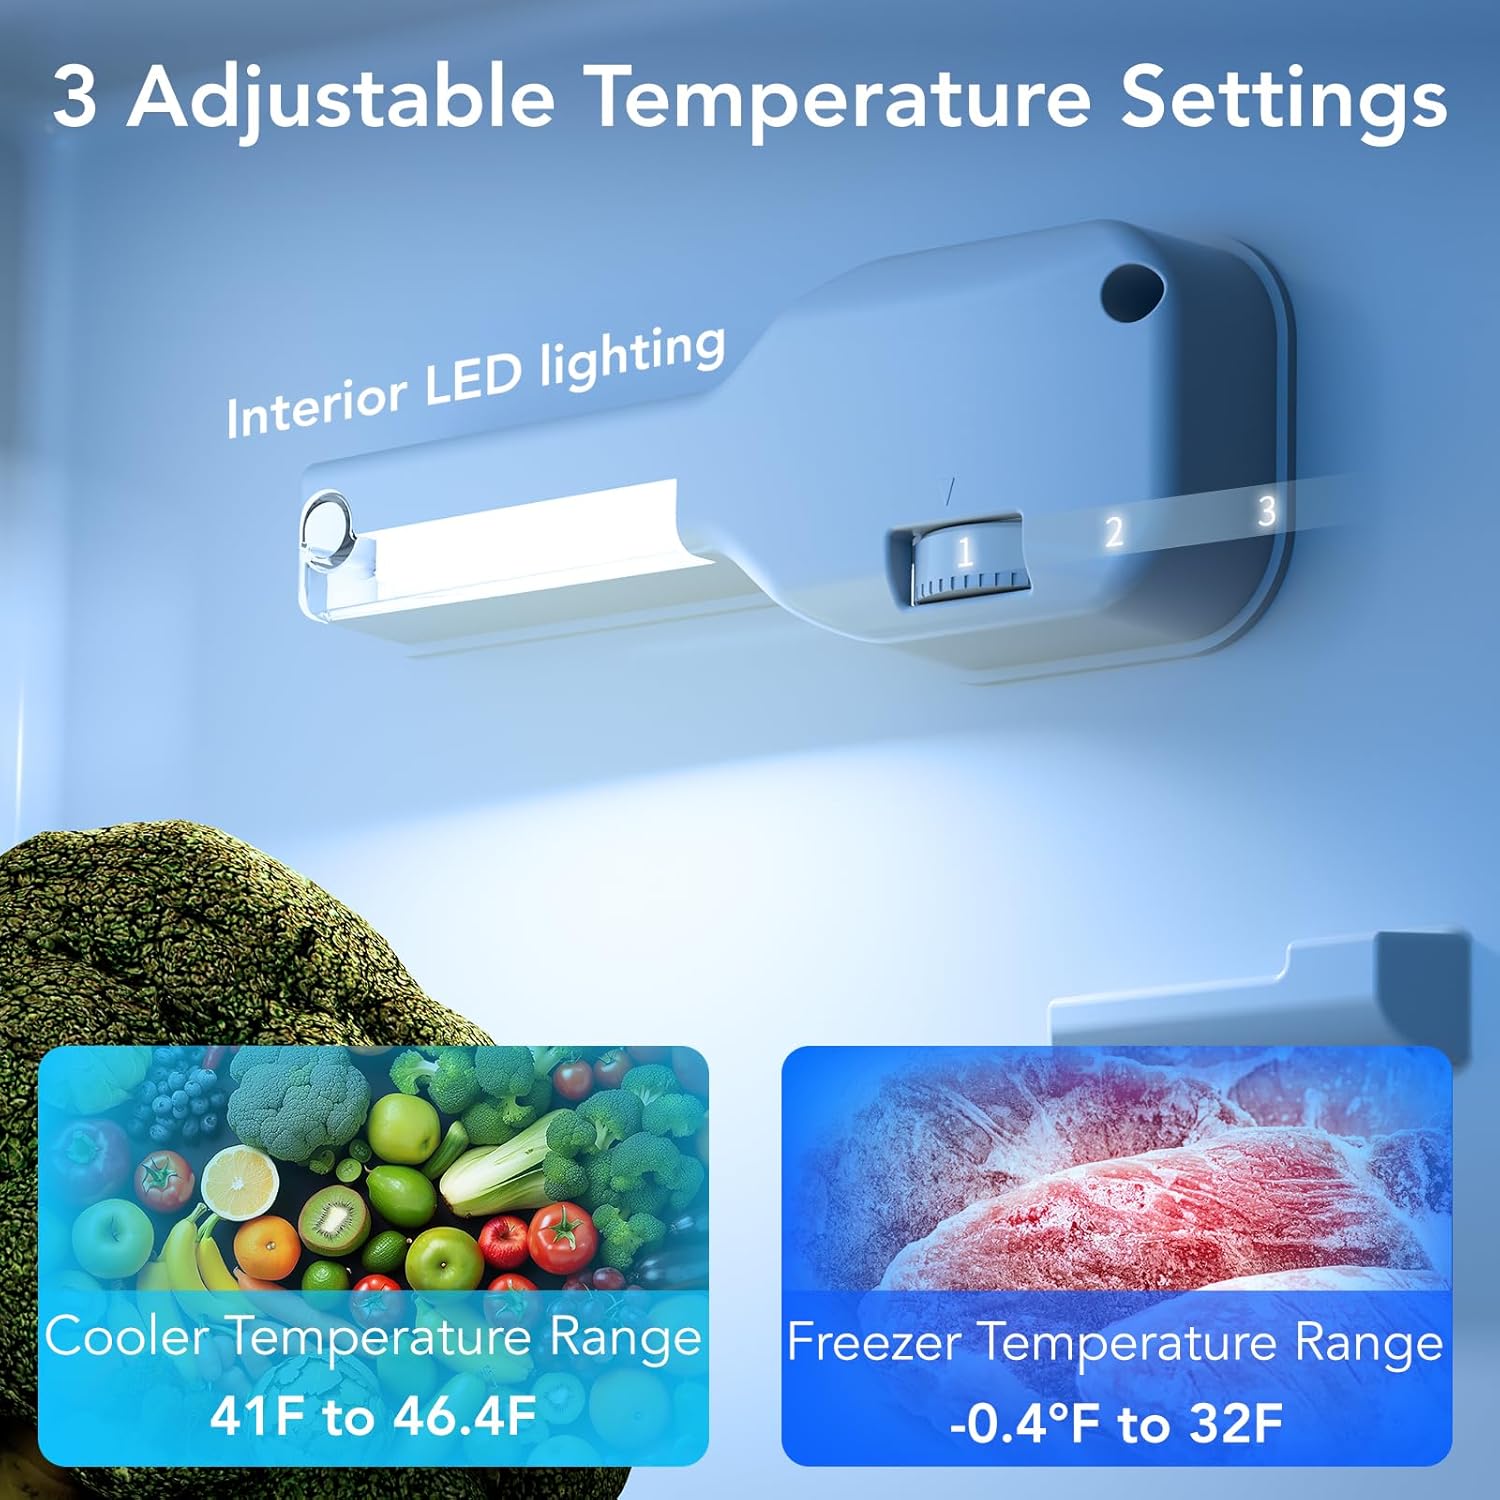 3 Adjustable Temperature Settings
Interior LED lighting
1 2 3
Cooler Temperature Range
41F to 46.4F
Freezer Temperature Range
-0.4°F to 32F